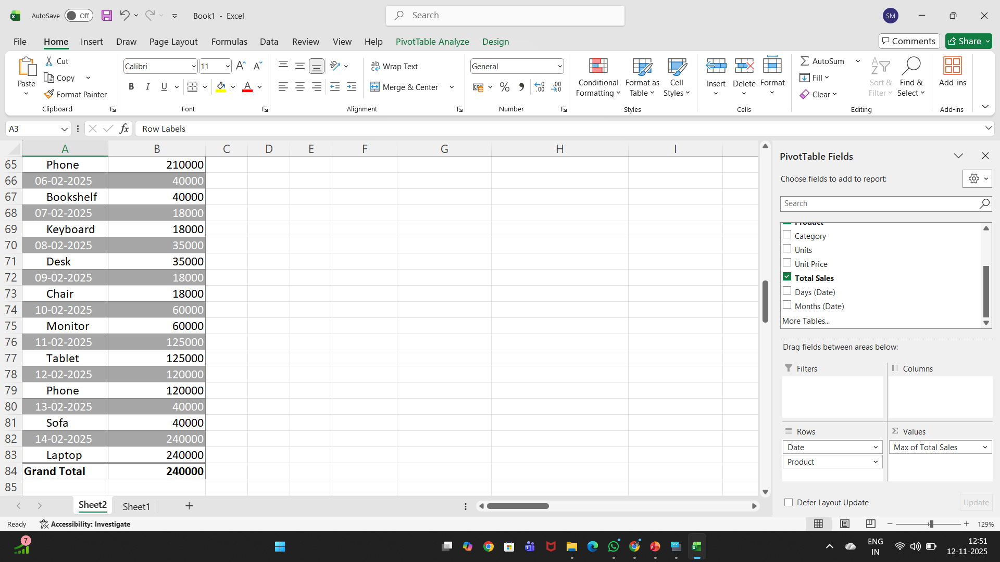 AutoSave Off Book1 - Excel Search SM
File Home Insert Draw Page Layout Formulas Data Review View Help PivotTable Analyze Design Comments Share
Paste Cut Copy Format Painter
Clipboard
Calibri 11
B I U A
Font
Wrap Text
Merge & Center
Alignment
General
Number
Conditional Formatting Format as Table Cell Styles
Styles
Insert Delete Format
Cells
AutoSum
Fill
Clear
Sort & Filter Find & Select
Editing
Add-ins
Add-ins
A3 fx Row Labels
A B C D E F G H I
65 Phone 210000
66 06-02-2025 40000
67 Bookshelf 40000
68 07-02-2025 18000
69 Keyboard 18000
70 08-02-2025 35000
71 Desk 35000
72 09-02-2025 18000
73 Chair 18000
74 10-02-2025 60000
75 Monitor 60000
76 11-02-2025 125000
77 Tablet 125000
78 12-02-2025 120000
79 Phone 120000
80 13-02-2025 40000
81 Sofa 40000
82 14-02-2025 240000
83 Laptop 240000
84 Grand Total 240000
85
PivotTable Fields
Choose fields to add to report:
Search
Product
Category
Units
Unit Price
Total Sales
Days (Date)
Months (Date)
More Tables...
Drag fields between areas below:
Filters Columns
Rows Values
Date Max of Total Sales
Product
Defer Layout Update Update
Sheet2 Sheet1
Ready Accessibility: Investigate 129%
7 ENG IN 12:51 12-11-2025